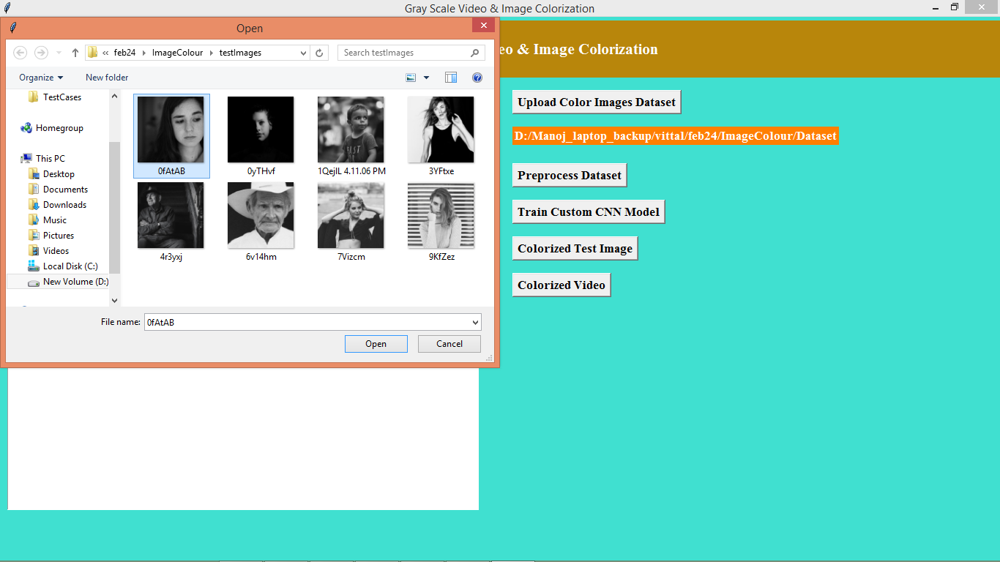 Gray Scale Video & Image Colorization
Open
eo & Image Colorization
« feb24 ImageColour testImages
Search testImages
Organize
New folder
TestCases
Homegroup
This PC
Desktop
Documents
Downloads
Music
Pictures
Videos
Local Disk (C:)
New Volume (D:)
0fAtAB
0yTHvf
1QejIL 4.11.06 PM
3YFtxe
4r3yxj
6v14hm
7Vizcm
9KfZez
File name: 0fAtAB
Open
Cancel
Upload Color Images Dataset
D:/Manoj_laptop_backup/vittal/feb24/ImageColour/Dataset
Preprocess Dataset
Train Custom CNN Model
Colorized Test Image
Colorized Video